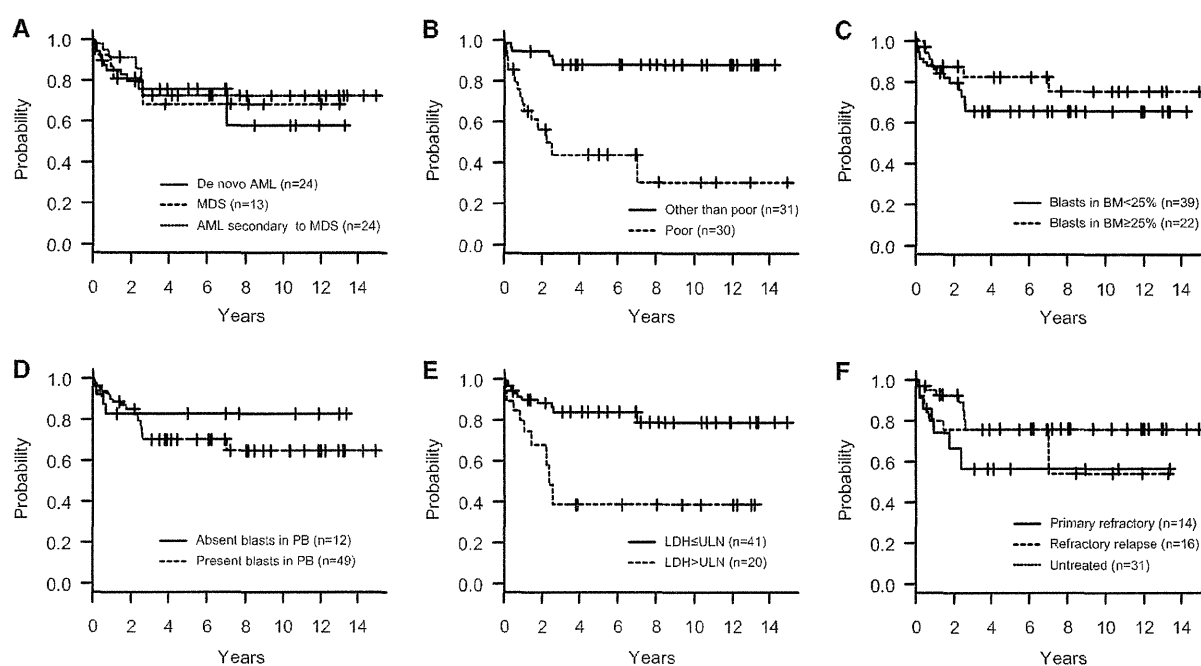 A
Probability
1.0
0.8
0.6
0.4
0.2
0.0
De novo AML (n=24)
MDS (n=13)
AML secondary to MDS (n=24)
0 2 4 6 8 10 12 14
Years
B
Probability
1.0
0.8
0.6
0.4
0.2
0.0
Other than poor (n=31)
Poor (n=30)
0 2 4 6 8 10 12 14
Years
C
Probability
1.0
0.8
0.6
0.4
0.2
0.0
Blasts in BM<25% (n=39)
Blasts in BM≥25% (n=22)
0 2 4 6 8 10 12 14
Years
D
Probability
1.0
0.8
0.6
0.4
0.2
0.0
Absent blasts in PB (n=12)
Present blasts in PB (n=49)
0 2 4 6 8 10 12 14
Years
E
Probability
1.0
0.8
0.6
0.4
0.2
0.0
LDH≤ULN (n=41)
LDH>ULN (n=20)
0 2 4 6 8 10 12 14
Years
F
Probability
1.0
0.8
0.6
0.4
0.2
0.0
Primary refractory (n=14)
Refractory relapse (n=16)
Untreated (n=31)
0 2 4 6 8 10 12 14
Years